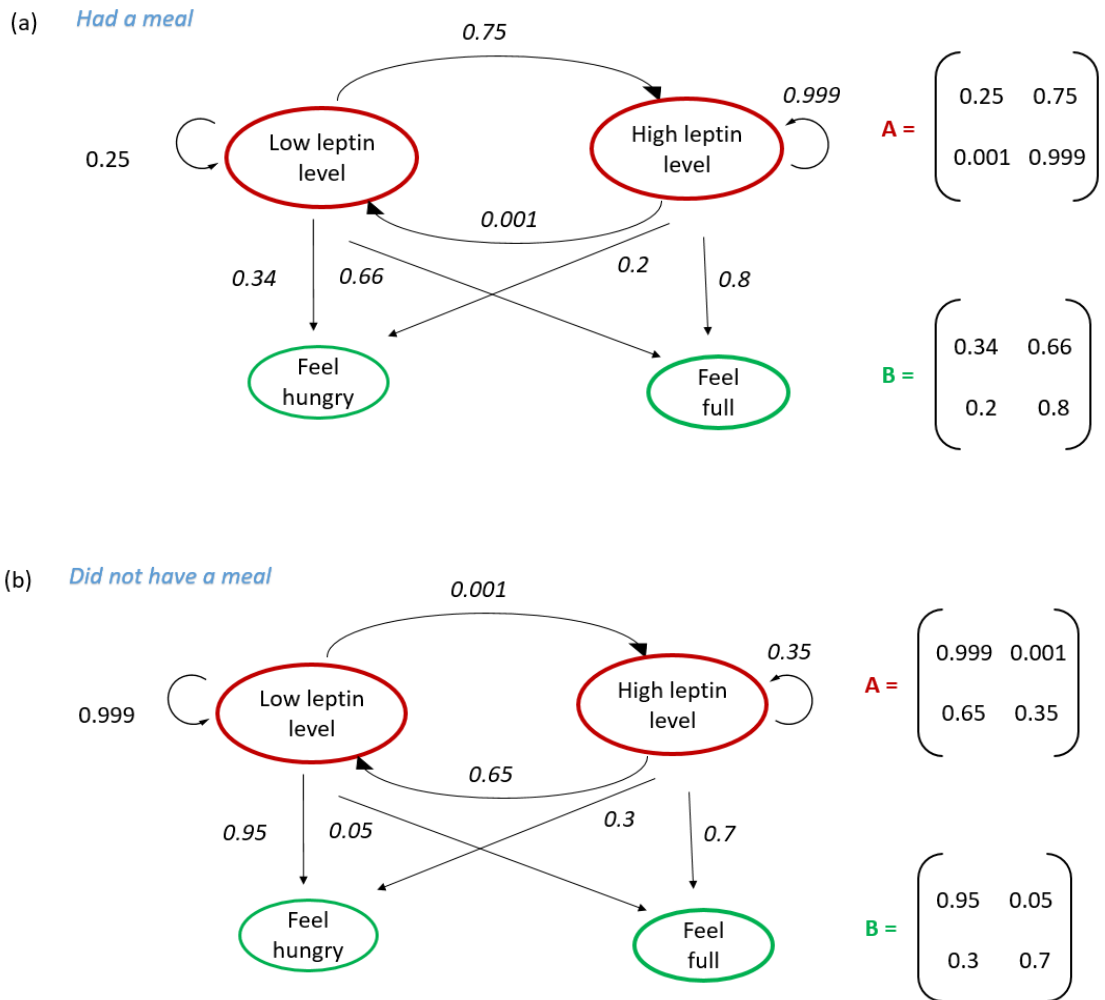 (a) Had a meal
0.75
0.999
Low leptin
level
High leptin
level
0.25
0.001
0.34 0.66 0.2 0.8
Feel
hungry
Feel
full
A =
0.25 0.75
0.001 0.999
B =
0.34 0.66
0.2 0.8
(b) Did not have a meal
0.001
0.35
Low leptin
level
High leptin
level
0.999
0.65
0.95 0.05 0.3 0.7
Feel
hungry
Feel
full
A =
0.999 0.001
0.65 0.35
B =
0.95 0.05
0.3 0.7